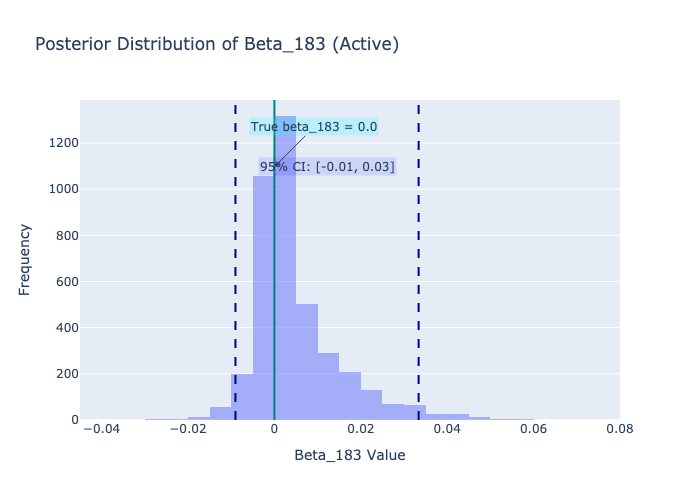 Posterior Distribution of Beta_183 (Active)
True beta_183 = 0.0
95% CI: [-0.01, 0.03]
Frequency
1200
1000
800
600
400
200
0
−0.04 −0.02 0 0.02 0.04 0.06 0.08
Beta_183 Value